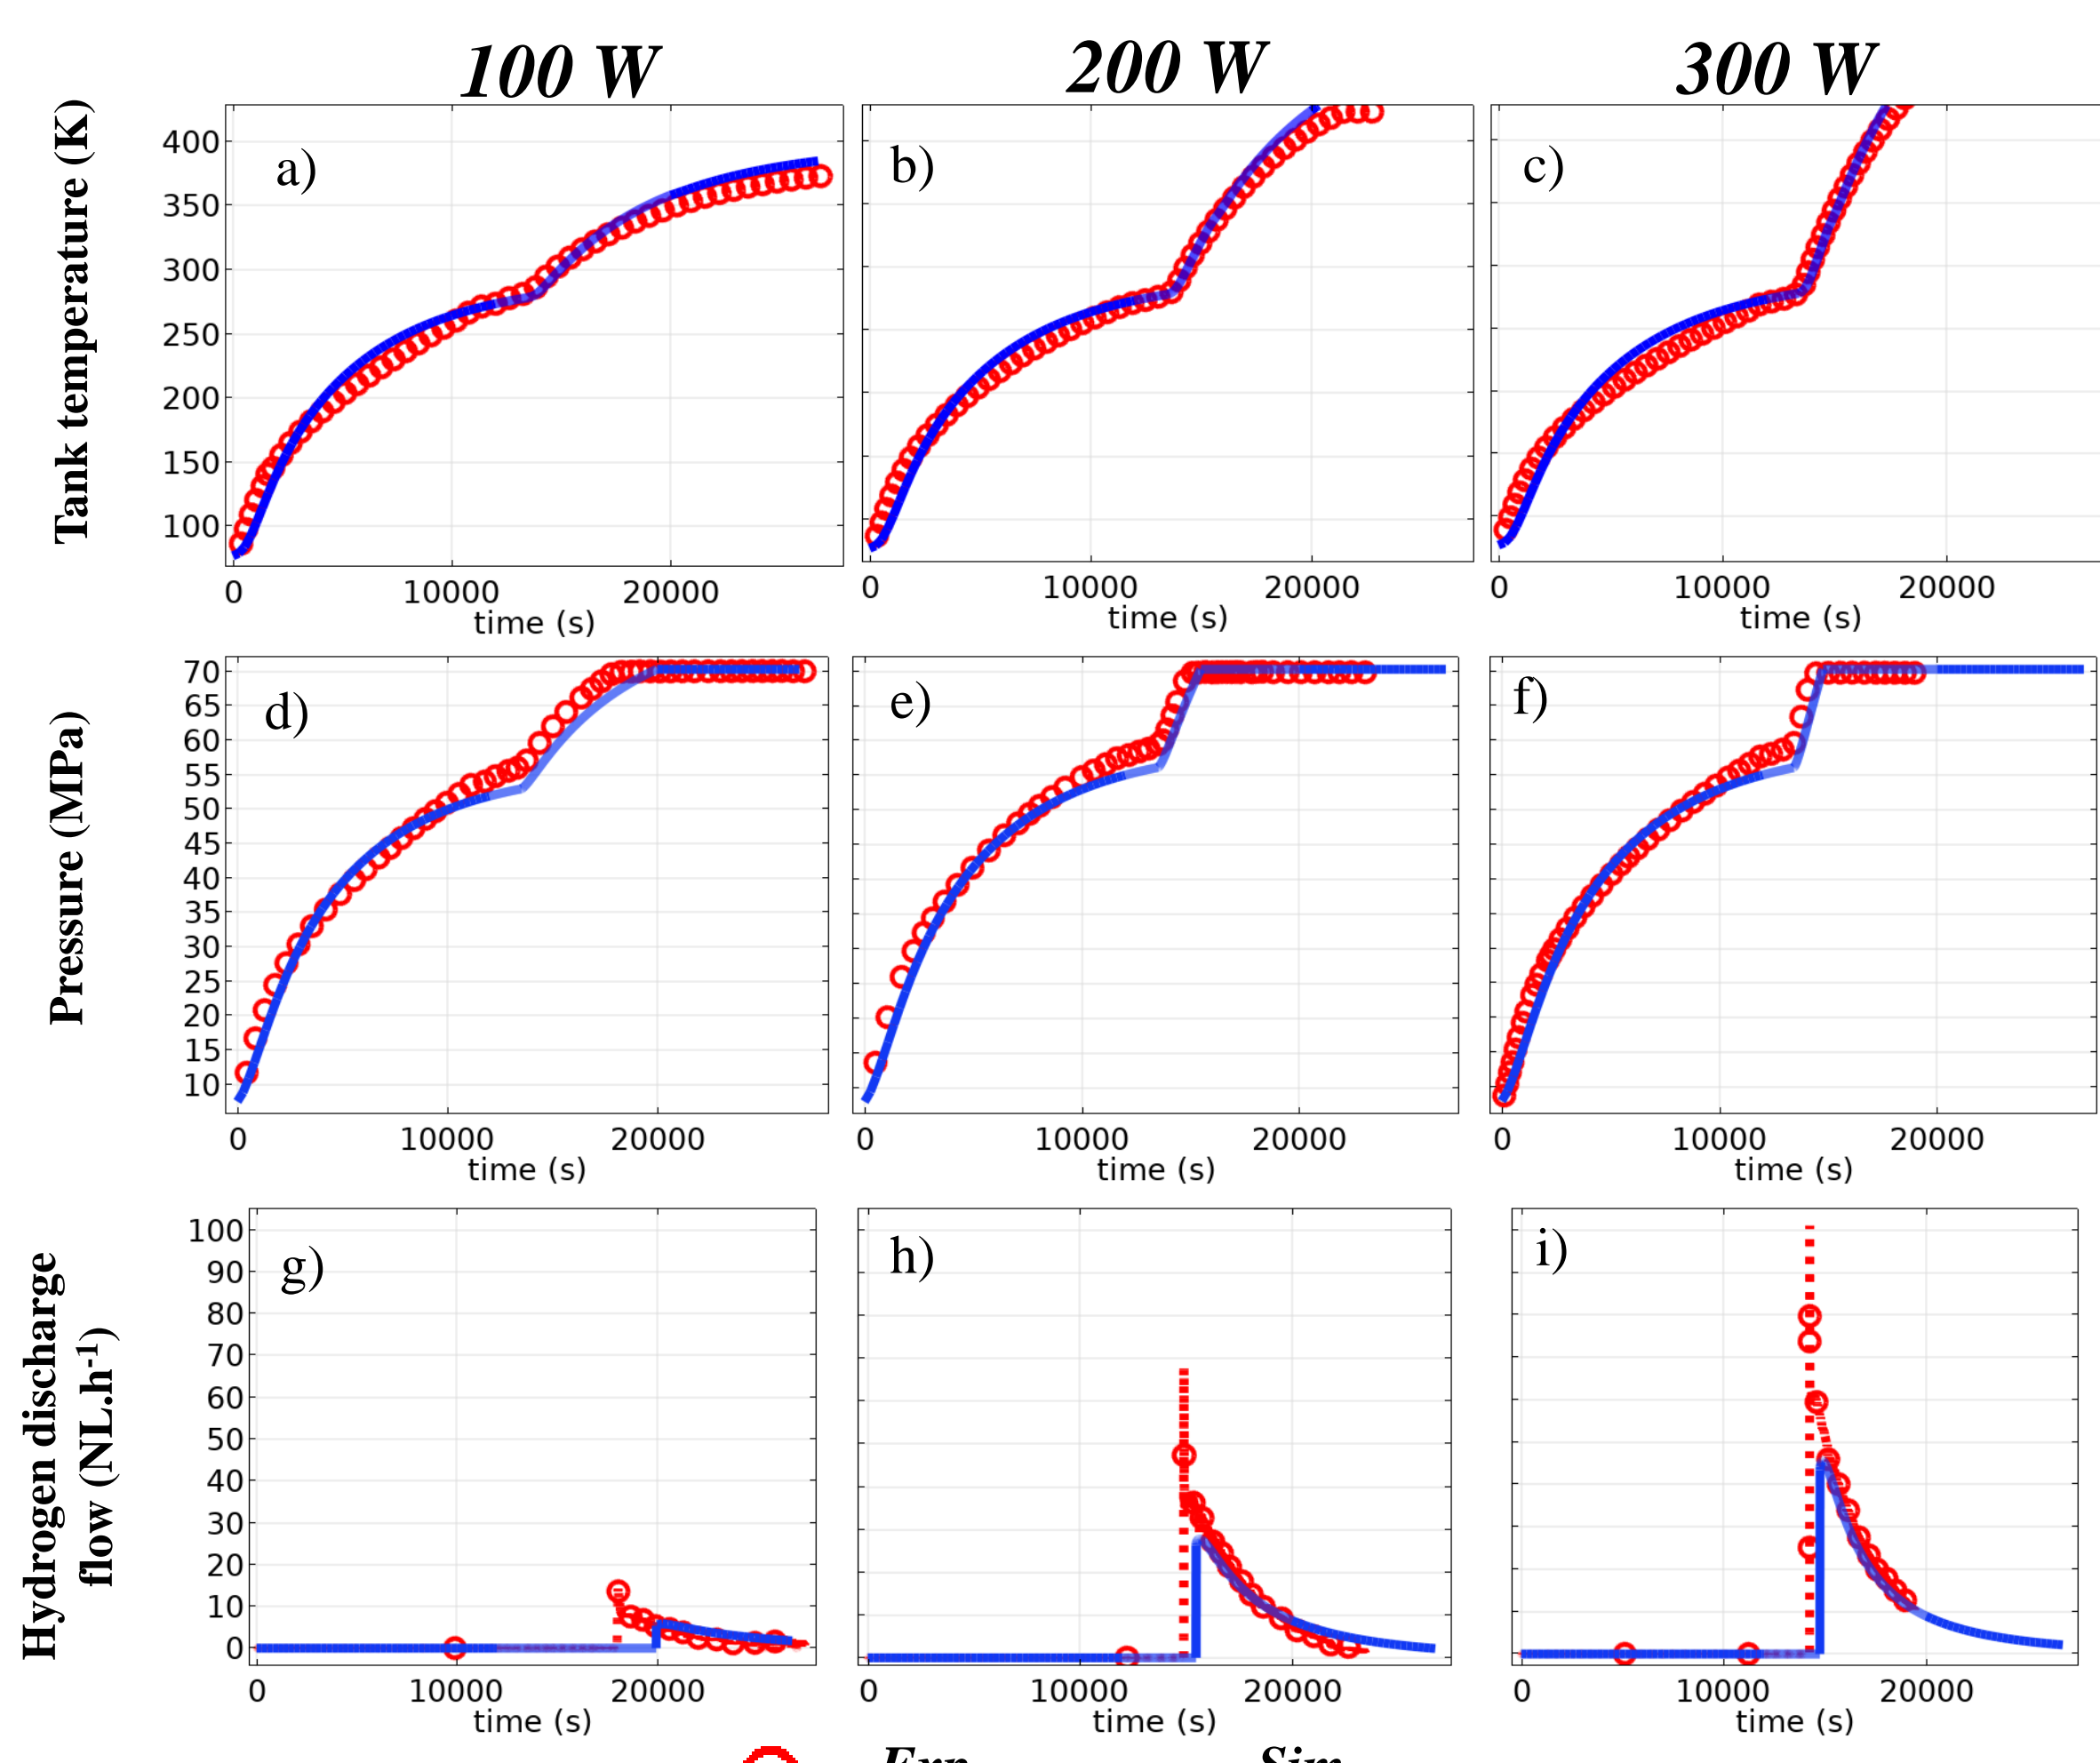 100 W
200 W
300 W
Tank temperature (K)
a)
400
350
300
250
200
150
100
0
10000
20000
time (s)
b)
0
10000
20000
time (s)
c)
0
10000
20000
time (s)
Pressure (MPa)
d)
70
65
60
55
50
45
40
35
30
25
20
15
10
0
10000
20000
time (s)
e)
0
10000
20000
time (s)
f)
0
10000
20000
time (s)
Hydrogen discharge
flow (NL.h-1)
g)
100
90
80
70
60
50
40
30
20
10
0
0
10000
20000
time (s)
h)
0
10000
20000
time (s)
i)
0
10000
20000
time (s)